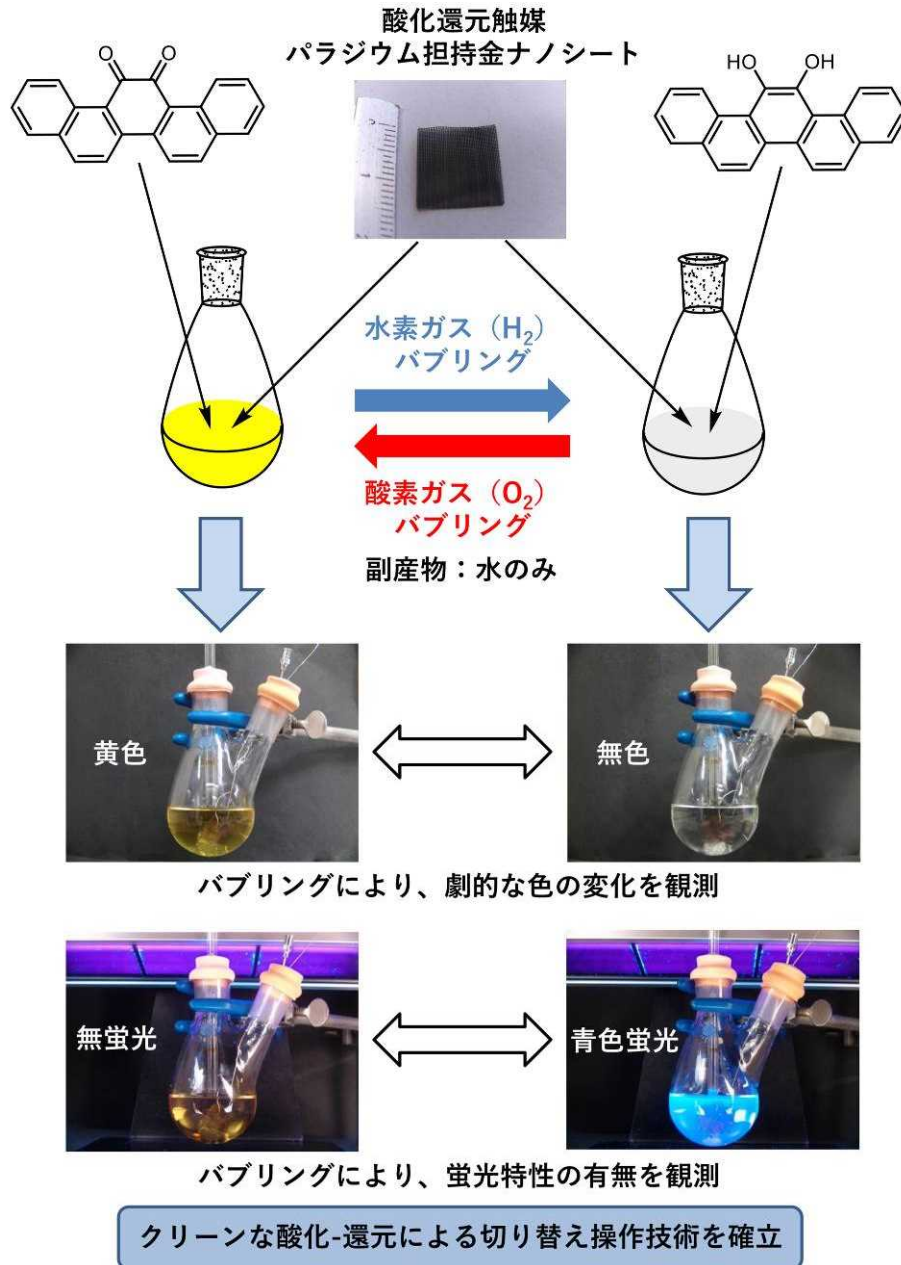 酸化還元触媒
パラジウム担持金ナノシート
O O
HO OH
水素ガス（H₂）
バブリング
酸素ガス（O₂）
バブリング
副産物：水のみ
黄色
無色
バブリングにより、劇的な色の変化を観測
無蛍光
青色蛍光
バブリングにより、蛍光特性の有無を観測
クリーンな酸化-還元による切り替え操作技術を確立